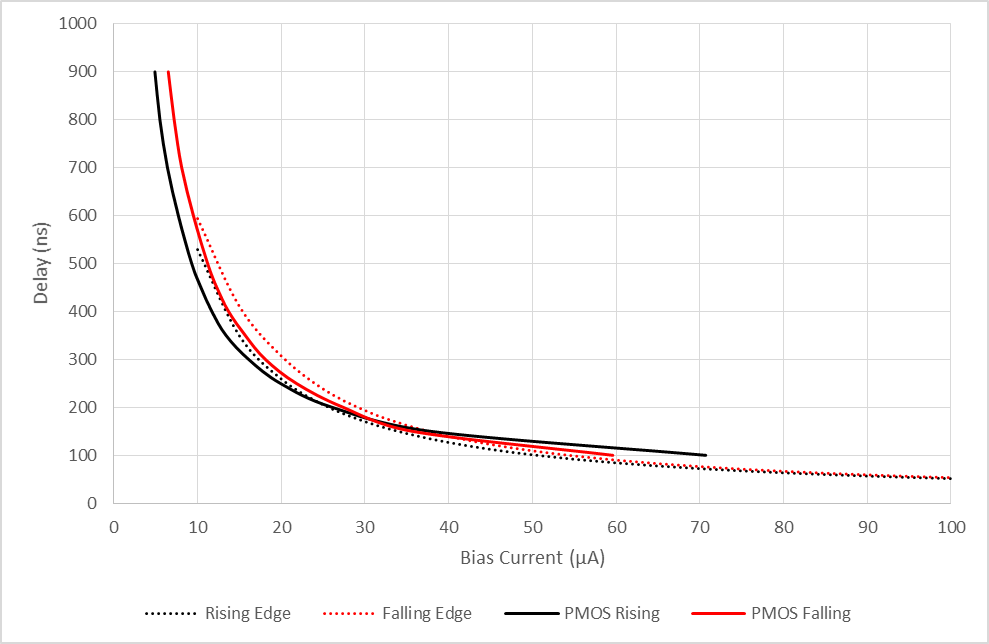 1000
900
800
700
600
500
400
300
200
100
0
Delay (ns)
0 10 20 30 40 50 60 70 80 90 100
Bias Current (µA)
Rising Edge Falling Edge PMOS Rising PMOS Falling